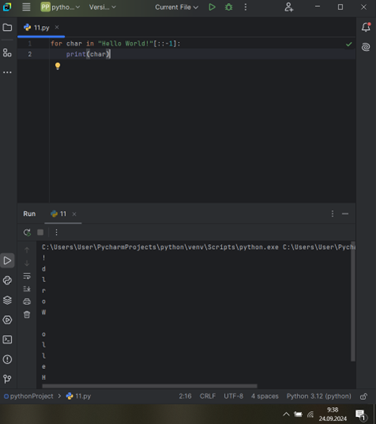 PP pytho... Versi... Current File
11.py
1 for char in "Hello World!"[::-1]:
2 print(char)
Run 11
C:\Users\User\PycharmProjects\python\venv\Scripts\python.exe C:\Users\User\Pych
!
d
l
r
o
W
o
l
l
e
H
pythonProject > 11.py 2:16 CRLF UTF-8 4 spaces Python 3.12 (python)
9:38
24.09.2024
1